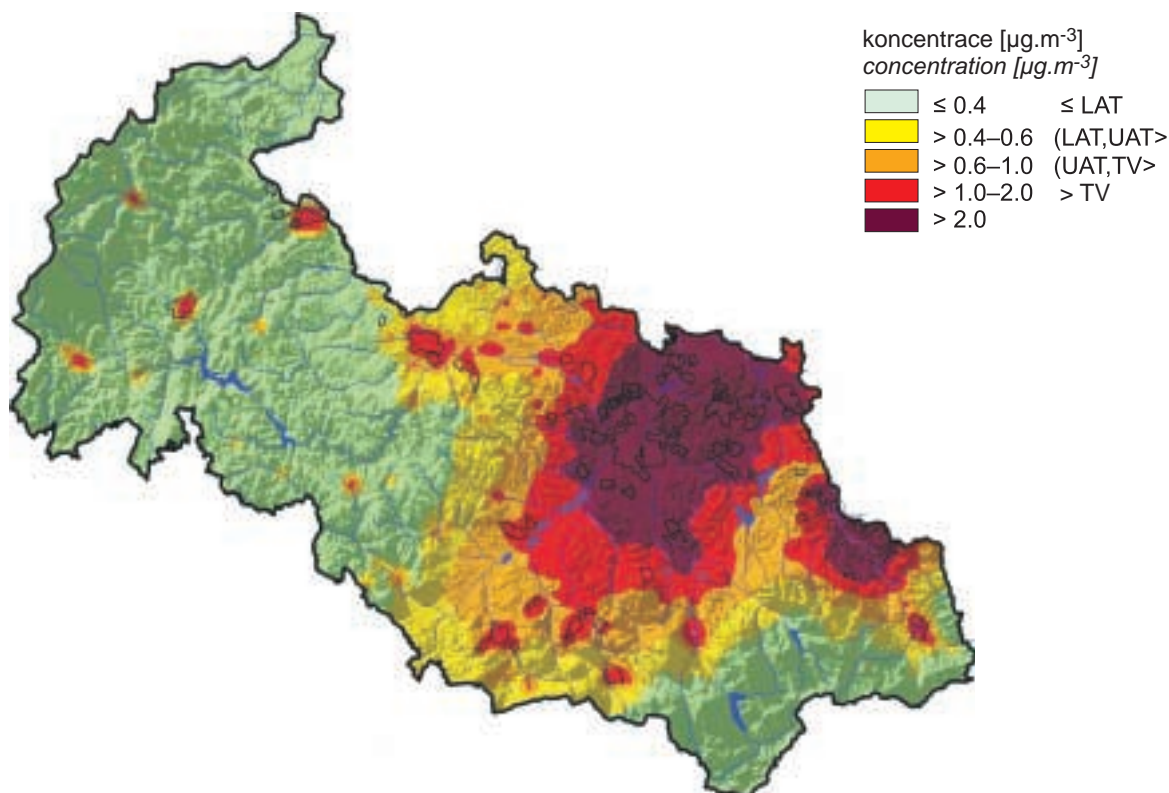 koncentrace [µg.m-3]
concentration [µg.m-3]
≤ 0.4 ≤ LAT
> 0.4–0.6 (LAT,UAT>
> 0.6–1.0 (UAT,TV>
> 1.0–2.0 > TV
> 2.0